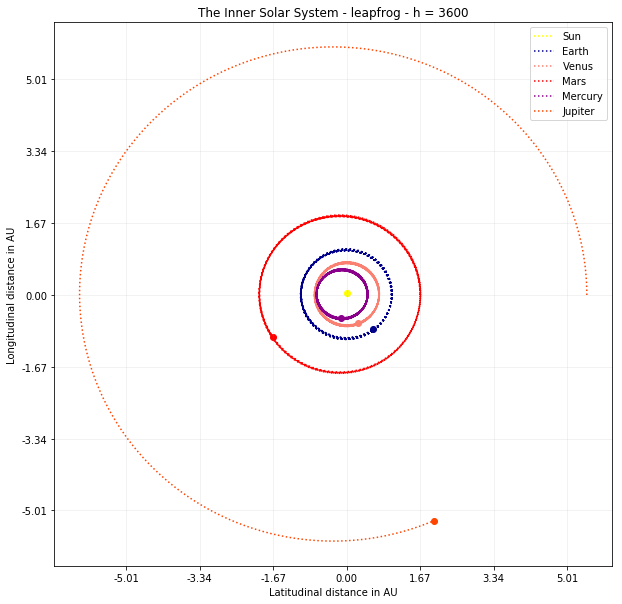 The Inner Solar System - leapfrog - h = 3600
Sun
Earth
Venus
Mars
Mercury
Jupiter
5.01
3.34
1.67
0.00
-1.67
-3.34
-5.01
Longitudinal distance in AU
-5.01 -3.34 -1.67 0.00 1.67 3.34 5.01
Latitudinal distance in AU